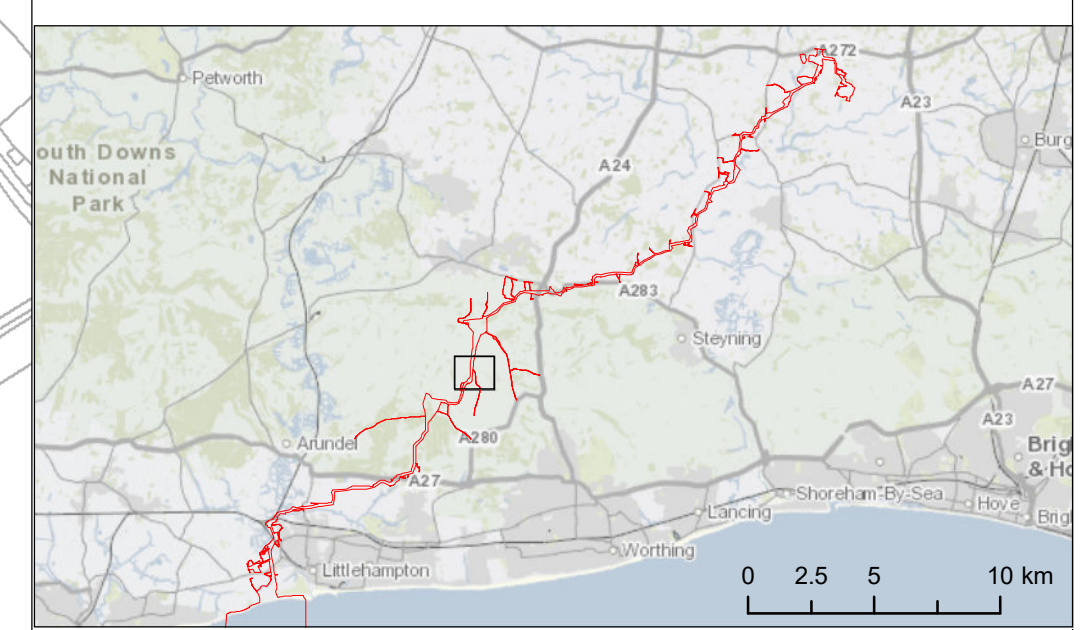 A272
Petworth
A23
Burg
outh Downs
National
Park
A24
A283
Steyning
A27
A23
Arundel
A280
Brig
& Ho
A27
Shoreham-By-Sea
Hove
Lancing
Brig
Worthing
Littlehampton
0 2.5 5 10 km